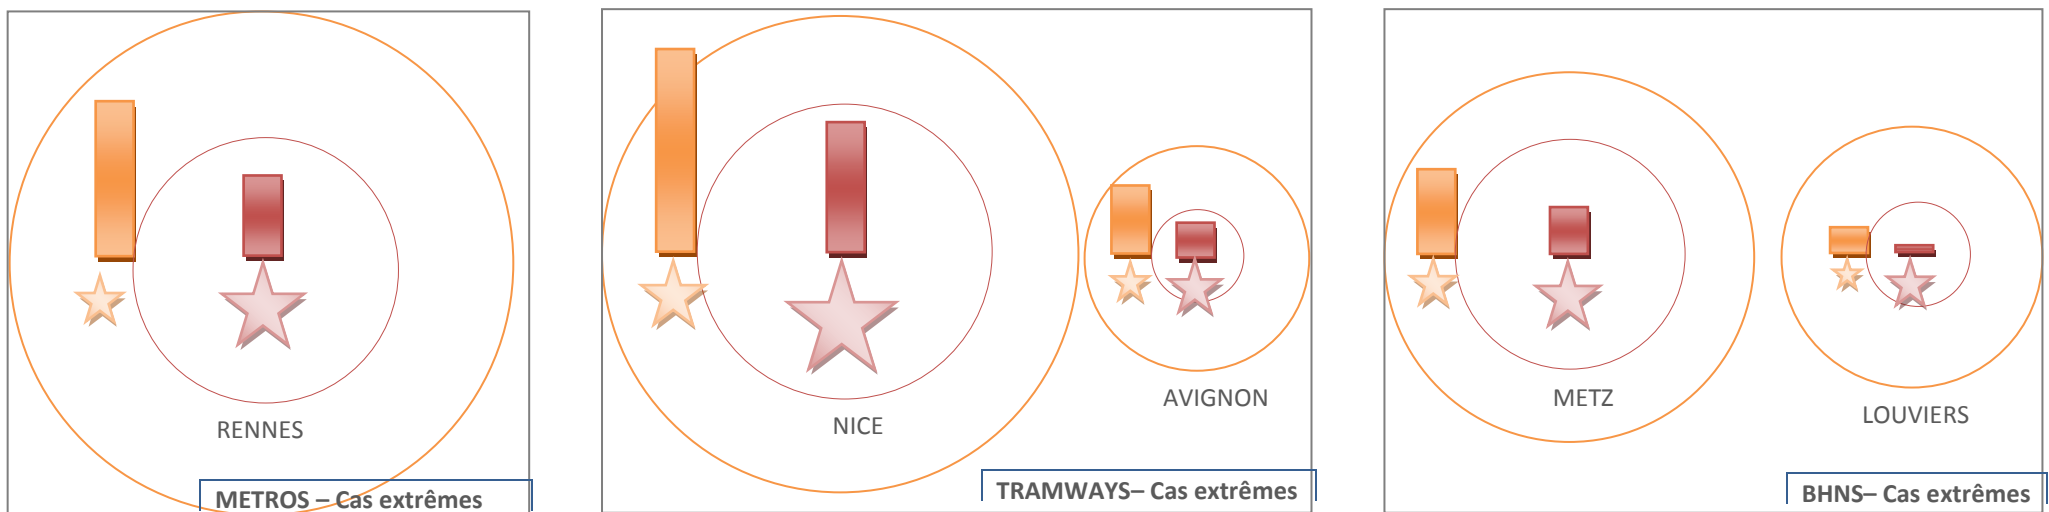 RENNES
METROS – Cas extrêmes
NICE
AVIGNON
TRAMWAYS– Cas extrêmes
METZ
LOUVIERS
BHNS– Cas extrêmes